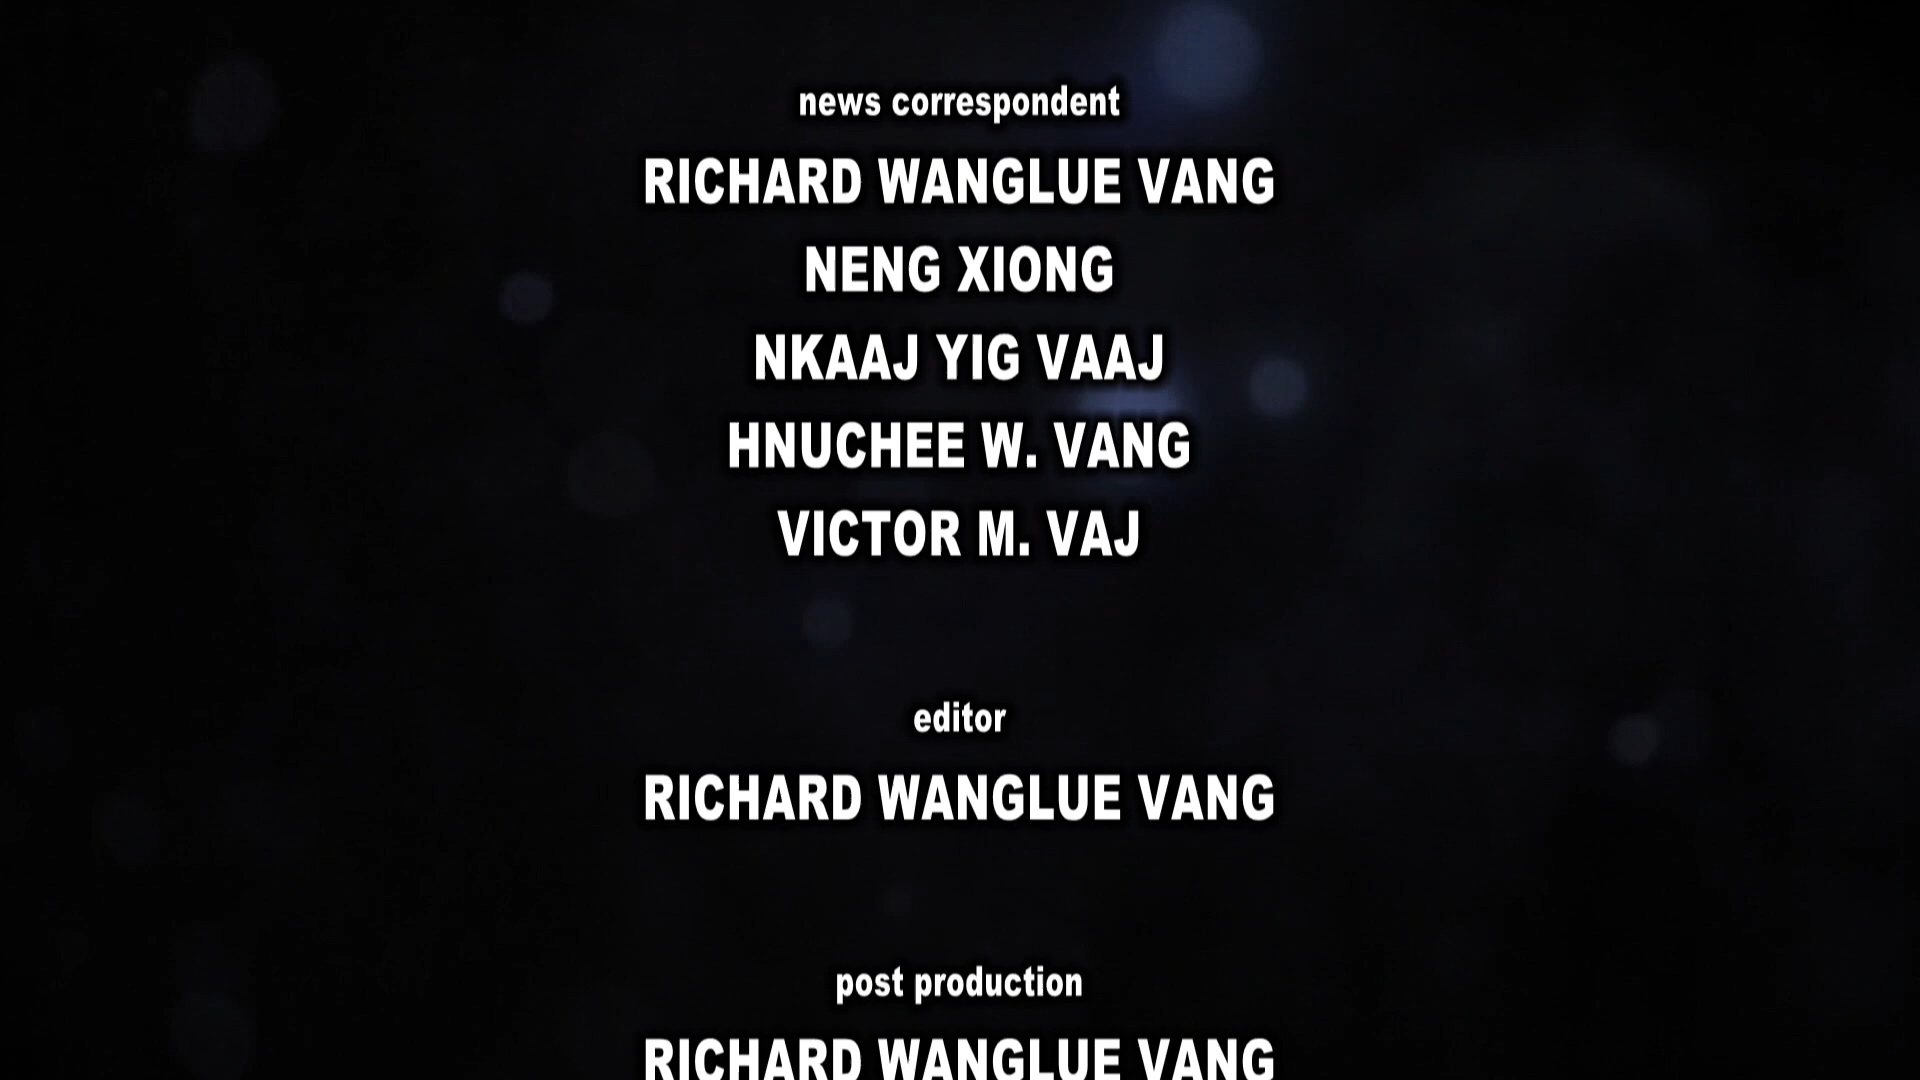 news correspondent
RICHARD WANGLUE VANG
NENG XIONG
NKAAJ YIG VAAJ
HNUCHEE W. VANG
VICTOR M. VAJ
editor
RICHARD WANGLUE VANG
post production
RICHARD WANGLUE VANG